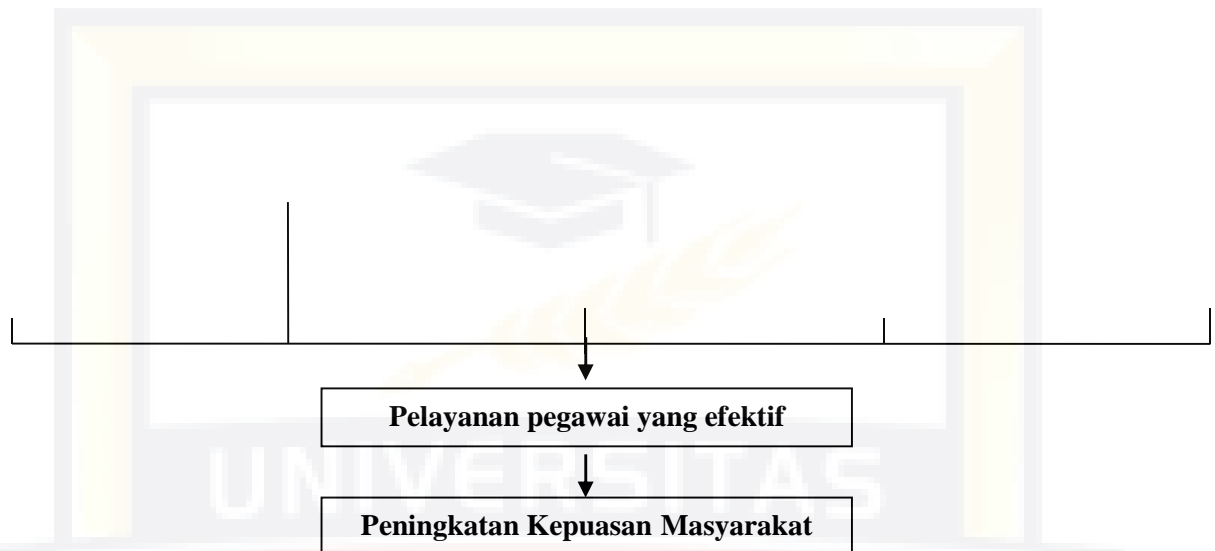 Pelayanan pegawai yang efektif
UNIVERSITAS
Peningkatan Kepuasan Masyarakat